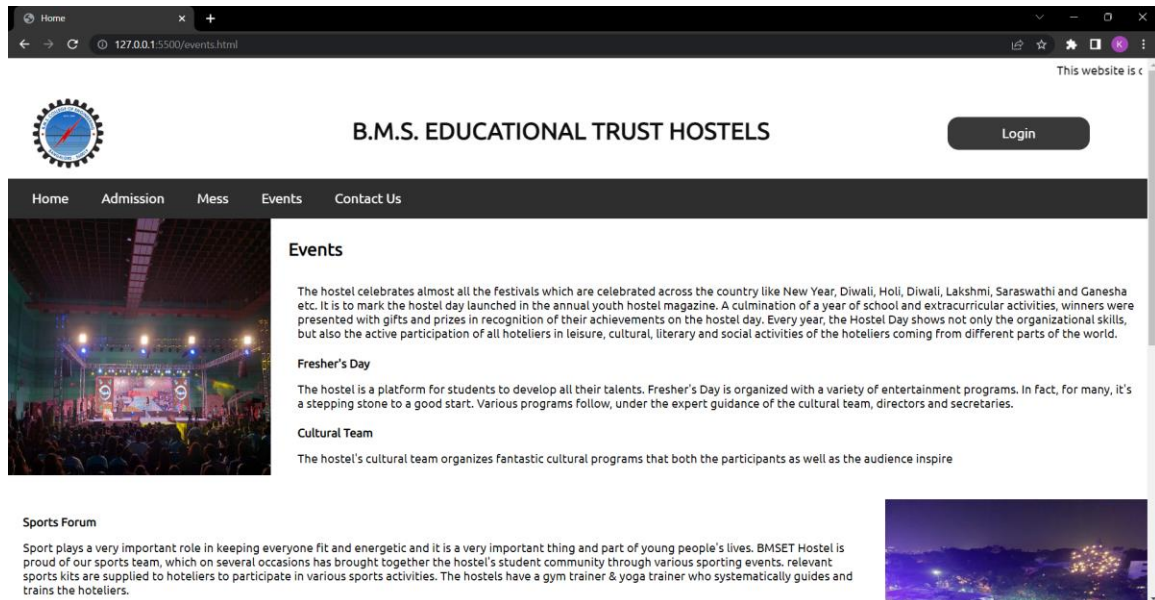 Home
127.0.0.1:5500/events.html
K
This website is
B.M.S. EDUCATIONAL TRUST HOSTELS
Login
Home Admission Mess Events Contact Us
Events
The hostel celebrates almost all the festivals which are celebrated across the country like New Year, Diwali, Holi, Diwali, Lakshmi, Saraswathi and Ganesha
etc. It is to mark the hostel day launched in the annual youth hostel magazine. A culmination of a year of school and extracurricular activities, winners were
presented with gifts and prizes in recognition of their achievements on the hostel day. Every year, the Hostel Day shows not only the organizational skills,
but also the active participation of all hoteliers in leisure, cultural, literary and social activities of the hoteliers coming from different parts of the world.
Fresher's Day
The hostel is a platform for students to develop all their talents. Fresher's Day is organized with a variety of entertainment programs. In fact, for many, it's
a stepping stone to a good start. Various programs follow, under the expert guidance of the cultural team, directors and secretaries.
Cultural Team
The hostel's cultural team organizes fantastic cultural programs that both the participants as well as the audience inspire
Sports Forum
Sport plays a very important role in keeping everyone fit and energetic and it is a very important thing and part of young people's lives. BMSET Hostel is
proud of our sports team, which on several occasions has brought together the hostel's student community through various sporting events. relevant
sports kits are supplied to hoteliers to participate in various sports activities. The hostels have a gym trainer & yoga trainer who systematically guides and
trains the hoteliers.